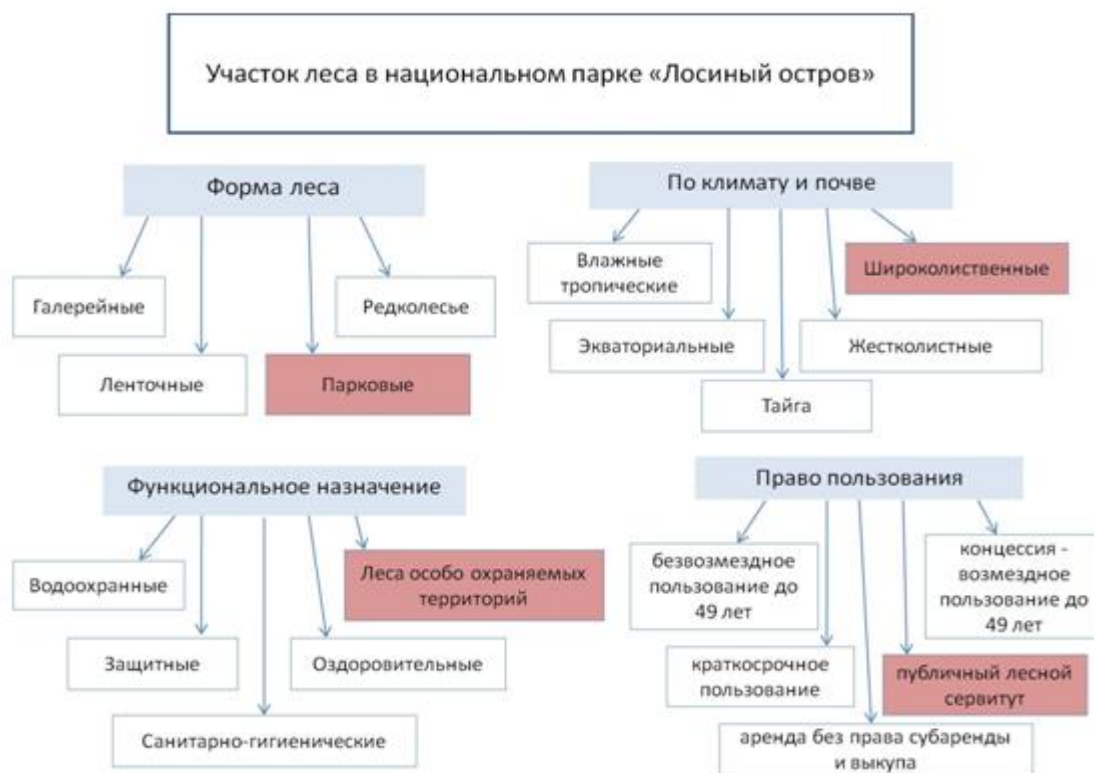 Участок леса в национальном парке «Лосиный остров»
Форма леса
Галерейные
Редколесье
Ленточные
Парковые
По климату и почве
Влажные
тропические
Широколиственные
Экваториальные
Жестколистные
Тайга
Функциональное назначение
Водоохранные
Леса особо охраняемых
территорий
Защитные
Оздоровительные
Санитарно-гигиенические
Право пользования
безвозмездное
пользование до
49 лет
концессия -
возмездное
пользование до
49 лет
краткосрочное
пользование
публичный лесной
сервитут
аренда без права субаренды
и выкупа